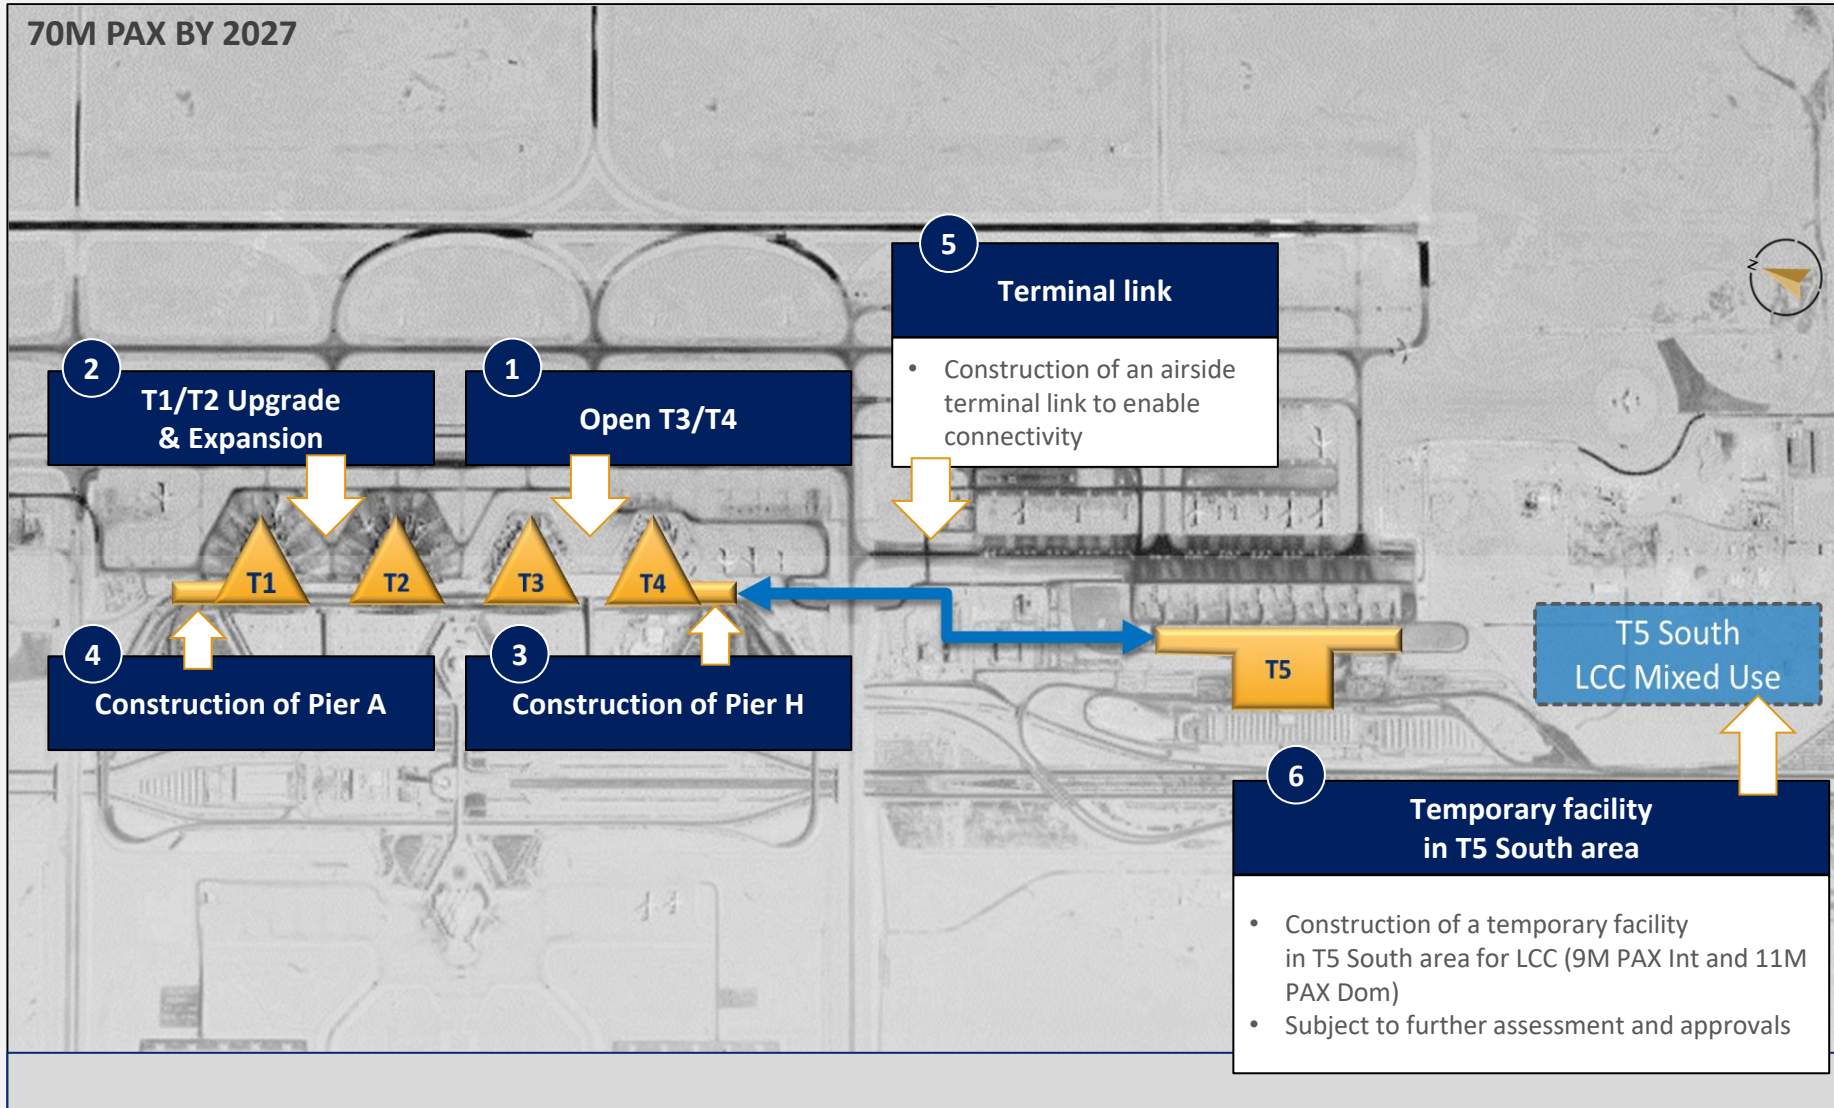 70M PAX BY 2027
5
Terminal link
• Construction of an airside
terminal link to enable
connectivity
N
2
T1/T2 Upgrade
& Expansion
1
Open T3/T4
T1
T2
T3
T4
4
Construction of Pier A
3
Construction of Pier H
T5
T5 South
LCC Mixed Use
6
Temporary facility
in T5 South area
• Construction of a temporary facility
in T5 South area for LCC (9M PAX Int and 11M
PAX Dom)
• Subject to further assessment and approvals